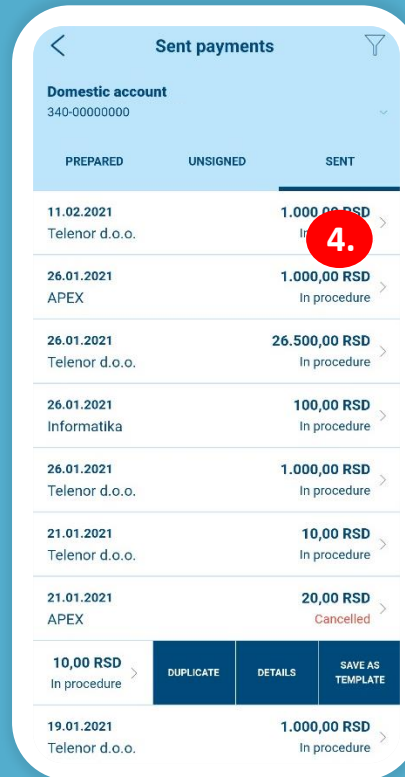 Sent payments
Domestic account
340-00000000
PREPARED UNSIGNED SENT
11.02.2021 1.000,00 RSD
Telenor d.o.o.
4.
26.01.2021 1.000,00 RSD
APEX In procedure
26.01.2021 26.500,00 RSD
Telenor d.o.o. In procedure
26.01.2021 100,00 RSD
Informatika In procedure
26.01.2021 1.000,00 RSD
Telenor d.o.o. In procedure
21.01.2021 10,00 RSD
Telenor d.o.o. In procedure
21.01.2021 20,00 RSD
APEX Cancelled
10,00 RSD DUPLICATE DETAILS SAVE AS
In procedure TEMPLATE
19.01.2021 1.000,00 RSD
Telenor d.o.o. In procedure